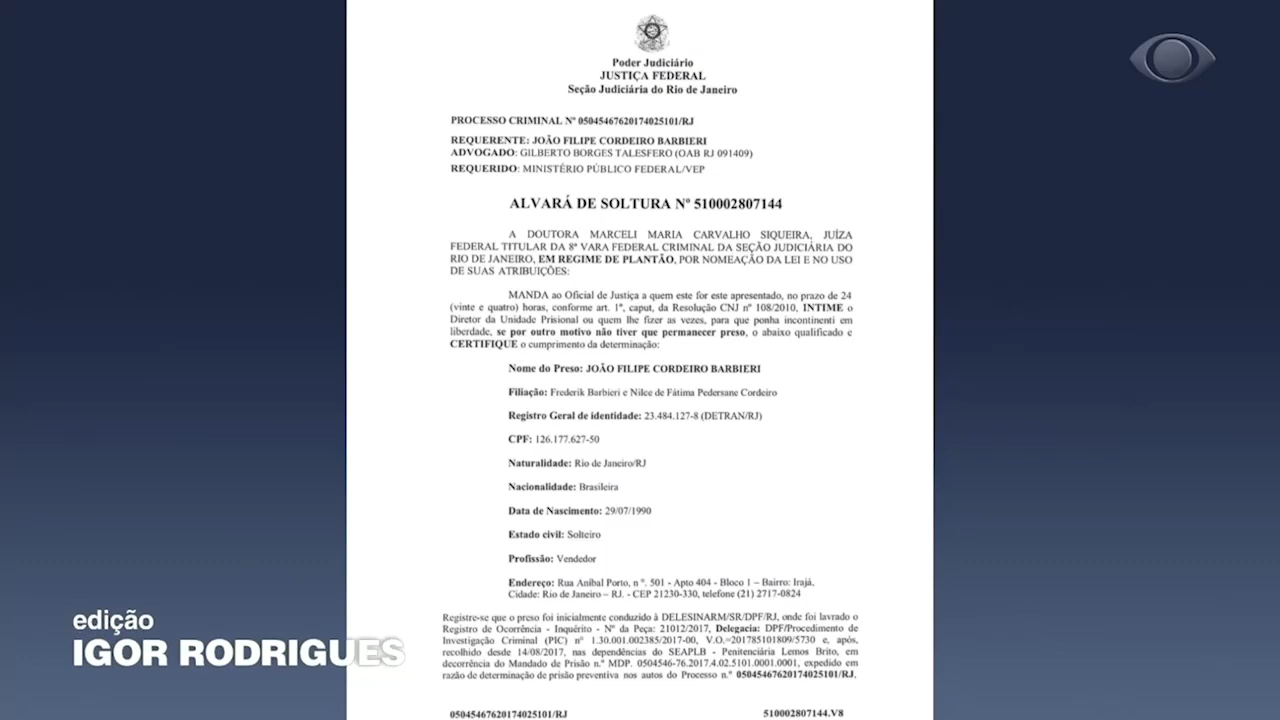 Poder Judiciário
JUSTIÇA FEDERAL
Seção Judiciária do Rio de Janeiro
PROCESSO CRIMINAL Nº 05045467620174025101/RJ
REQUERENTE: JOÃO FILIPE CORDEIRO BARBIERI
ADVOGADO: GILBERTO BORGES TALESFERO (OAB RJ 091409)
REQUERIDO: MINISTÉRIO PÚBLICO FEDERAL/VEP
ALVARÁ DE SOLTURA Nº 510002807144
A DOUTORA MARCELI MARIA CARVALHO SIQUEIRA, JUÍZA
FEDERAL TITULAR DA 8ª VARA FEDERAL CRIMINAL DA SEÇÃO JUDICIÁRIA DO
RIO DE JANEIRO, EM REGIME DE PLANTÃO, POR NOMEAÇÃO DA LEI E NO USO
DE SUAS ATRIBUIÇÕES:
MANDA ao Oficial de Justiça a quem este for este apresentado, no prazo de 24
(vinte e quatro) horas, conforme art. 1º, caput, da Resolução CNJ nº 108/2010, INTIME o
Diretor da Unidade Prisional ou quem lhe fizer as vezes, para que ponha incontinenti em
liberdade, se por outro motivo não tiver que permanecer preso, o abaixo qualificado e
CERTIFIQUE o cumprimento da determinação:
Nome do Preso: JOÃO FILIPE CORDEIRO BARBIERI
Filiação: Frederik Barbieri e Nilce de Fátima Pedersane Cordeiro
Registro Geral de identidade: 23.484.127-8 (DETRAN/RJ)
CPF: 126.177.627-50
Naturalidade: Rio de Janeiro/RJ
Nacionalidade: Brasileira
Data de Nascimento: 29/07/1990
Estado civil: Solteiro
Profissão: Vendedor
Endereço: Rua Anibal Porto, n º. 501 - Apto 404 - Bloco 1 – Bairro: Irajá,
Cidade: Rio de Janeiro – RJ. - CEP 21230-330, telefone (21) 2717-0824
Registre-se que o preso foi inicialmente conduzido à DELESINARM/SR/DPF/RJ, onde foi lavrado o
Registro de Ocorrência - Inquérito - Nº da Peça: 21012/2017, Delegacia: DPF/Procedimento de
Investigação Criminal (PIC) nº 1.30.001.002385/2017-00, V.O.=201785101809/5730 e, após,
recolhido desde 14/08/2017, nas dependências do SEAPLB - Penitenciária Lemos Brito, em
decorrência do Mandado de Prisão n.º MDP. 0504546-76.2017.4.02.5101.0001.0001, expedido em
razão de determinação de prisão preventiva nos autos do Processo n.º 05045467620174025101/RJ,
05045467620174025101/RJ
510002807144.V8
edição
IGOR RODRIGUES